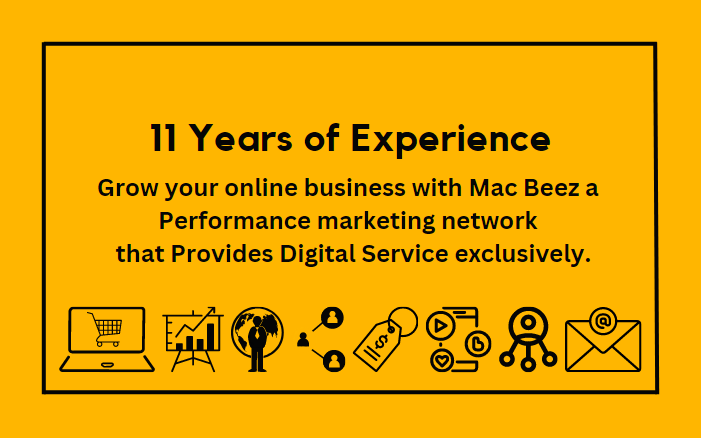 11 Years of Experience
Grow your online business with Mac Beez a
Performance marketing network
that Provides Digital Service exclusively.
$
@